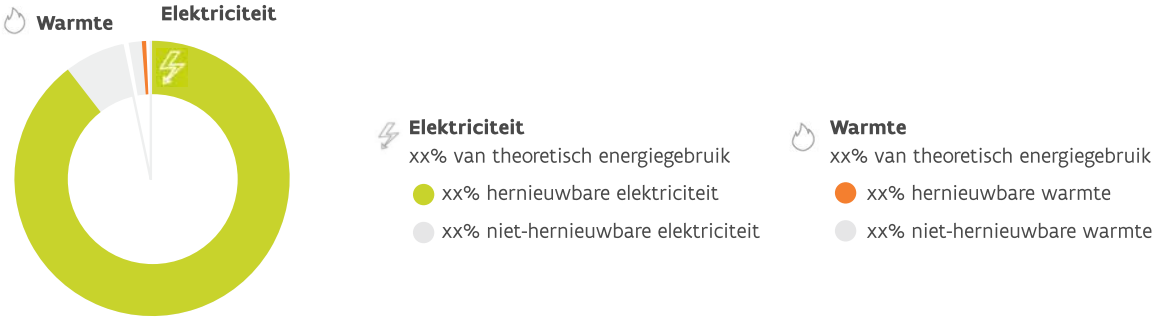 Warmte
Elektriciteit
Elektriciteit
xx% van theoretisch energiegebruik
xx% hernieuwbare elektriciteit
xx% niet-hernieuwbare elektriciteit
Warmte
xx% van theoretisch energiegebruik
xx% hernieuwbare warmte
xx% niet-hernieuwbare warmte